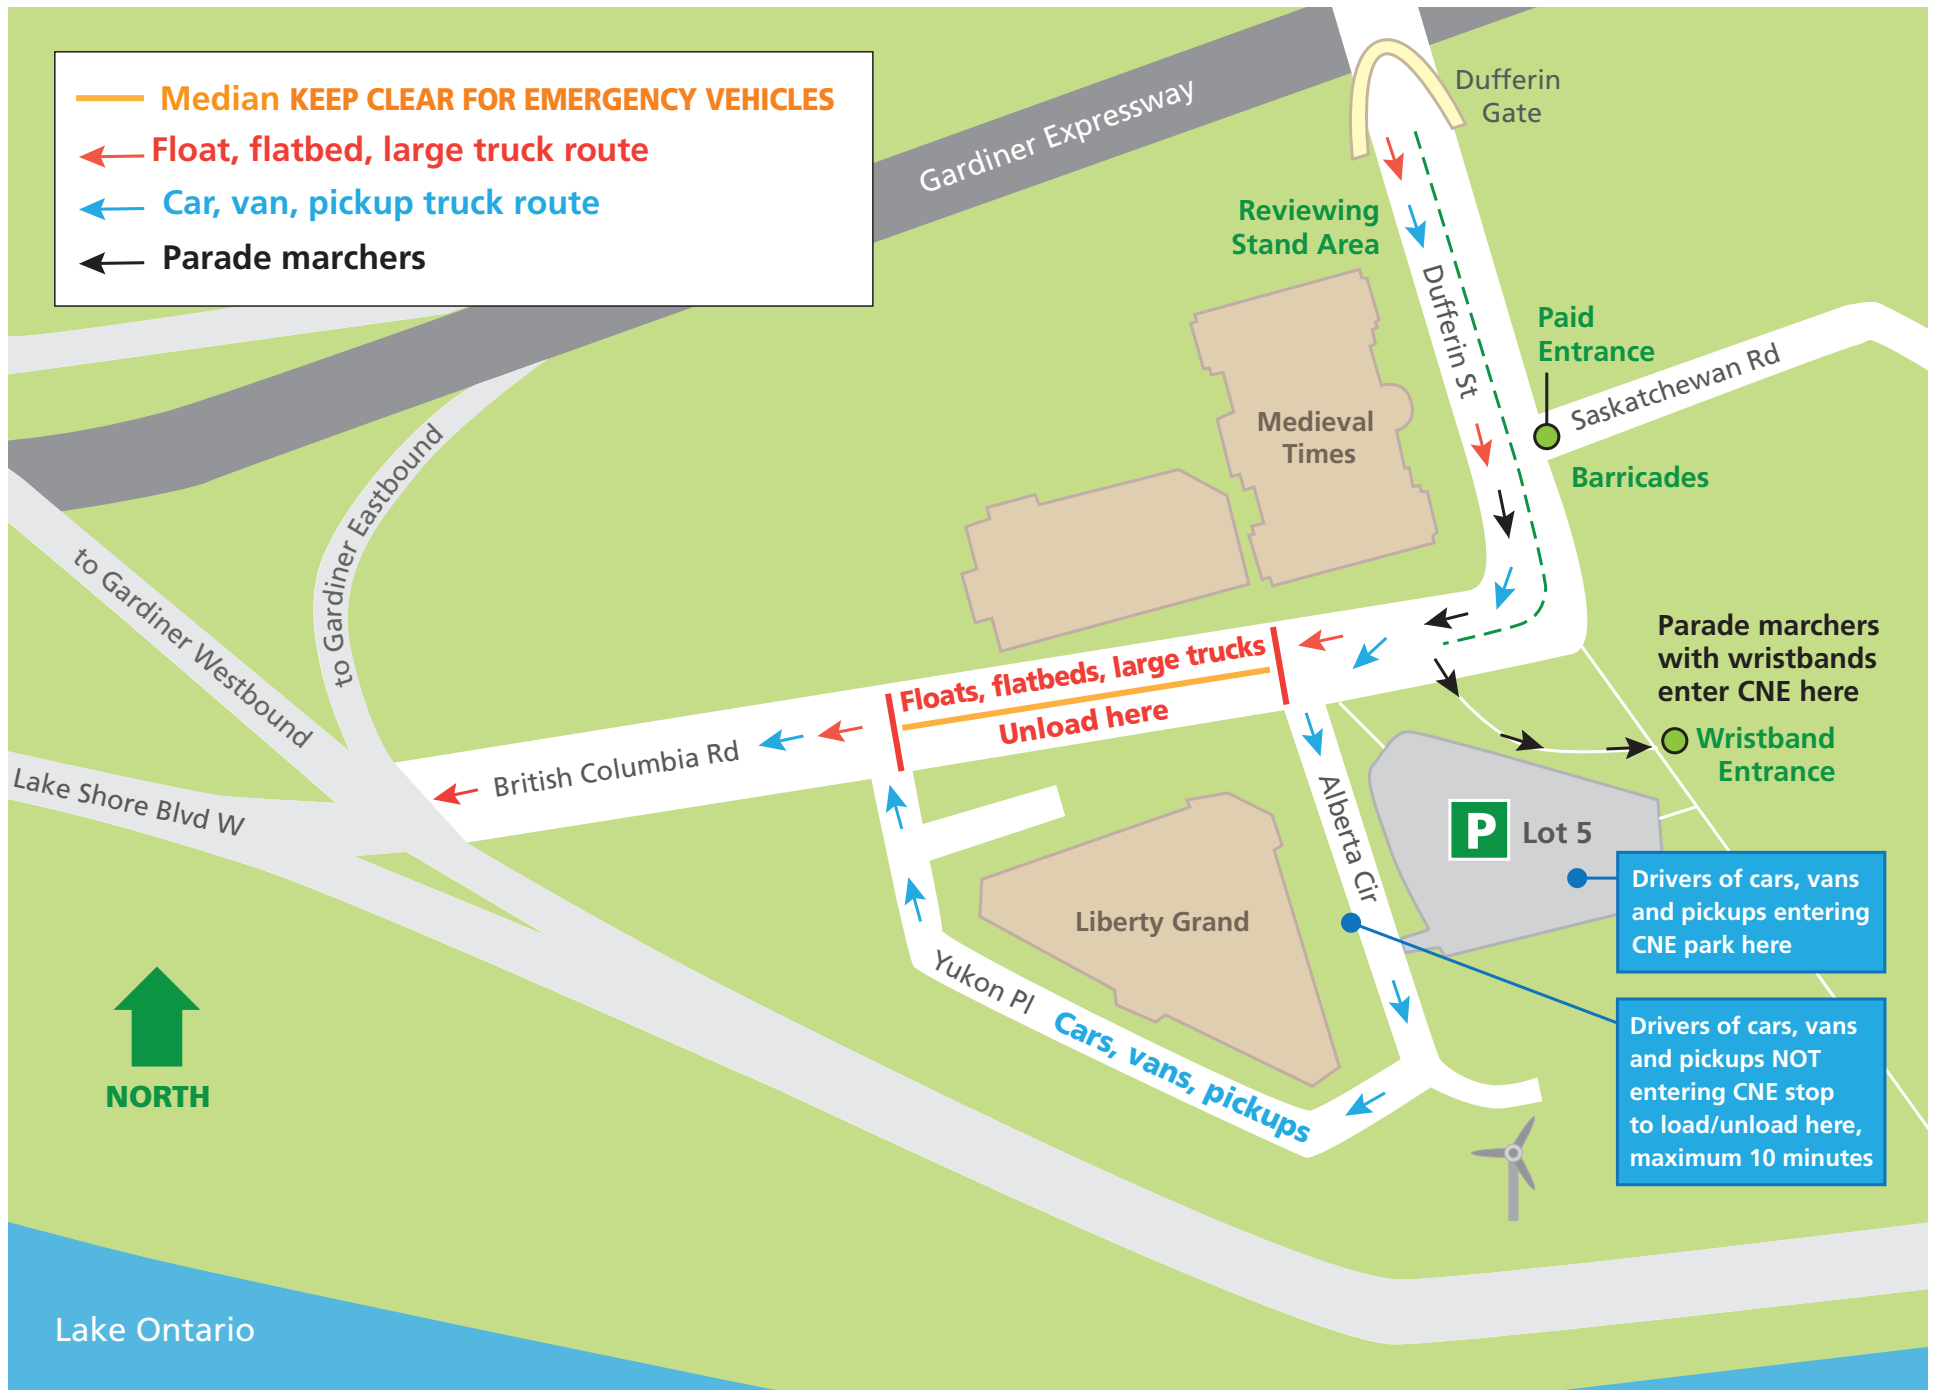 Median KEEP CLEAR FOR EMERGENCY VEHICLES
Float, flatbed, large truck route
Car, van, pickup truck route
Parade marchers
Gardiner Expressway
Dufferin
Gate
Reviewing
Stand Area
Dufferin St
Paid
Entrance
Saskatchewan Rd
Barricades
Medieval
Times
to Gardiner Eastbound
to Gardiner Westbound
Lake Shore Blvd W
British Columbia Rd
Floats, flatbeds, large trucks
Unload here
Parade marchers
with wristbands
enter CNE here
Wristband
Entrance
Alberta Cir
P Lot 5
Drivers of cars, vans
and pickups entering
CNE park here
Liberty Grand
Yukon Pl
Cars, vans, pickups
Drivers of cars, vans
and pickups NOT
entering CNE stop
to load/unload here,
maximum 10 minutes
NORTH
Lake Ontario